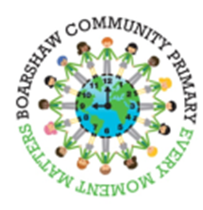 BOARSHAW COMMUNITY PRIMARY
EVERY MOMENT MATTERS